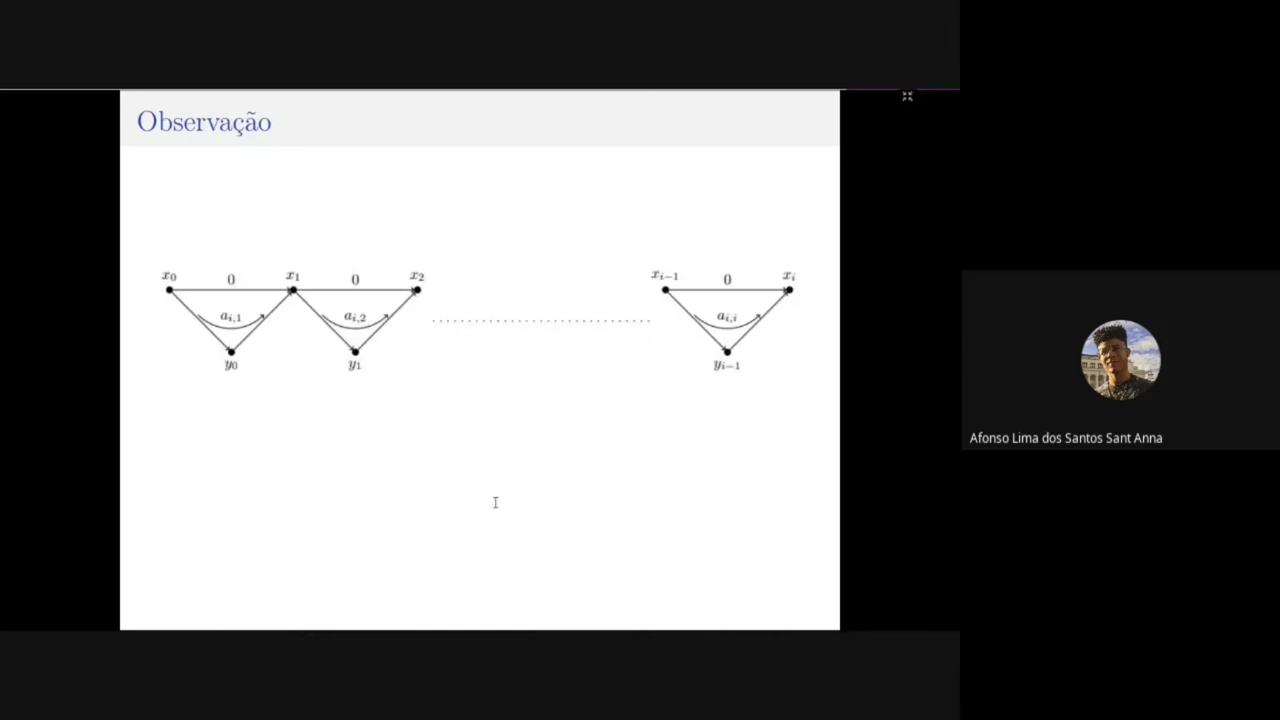 Observação
x₀ 0 x₁ 0 x₂ xᵢ₋₁ 0 xᵢ
aᵢ,₁ aᵢ,₂ aᵢ,ᵢ
y₀ y₁ yᵢ₋₁
Afonso Lima dos Santos Sant Anna